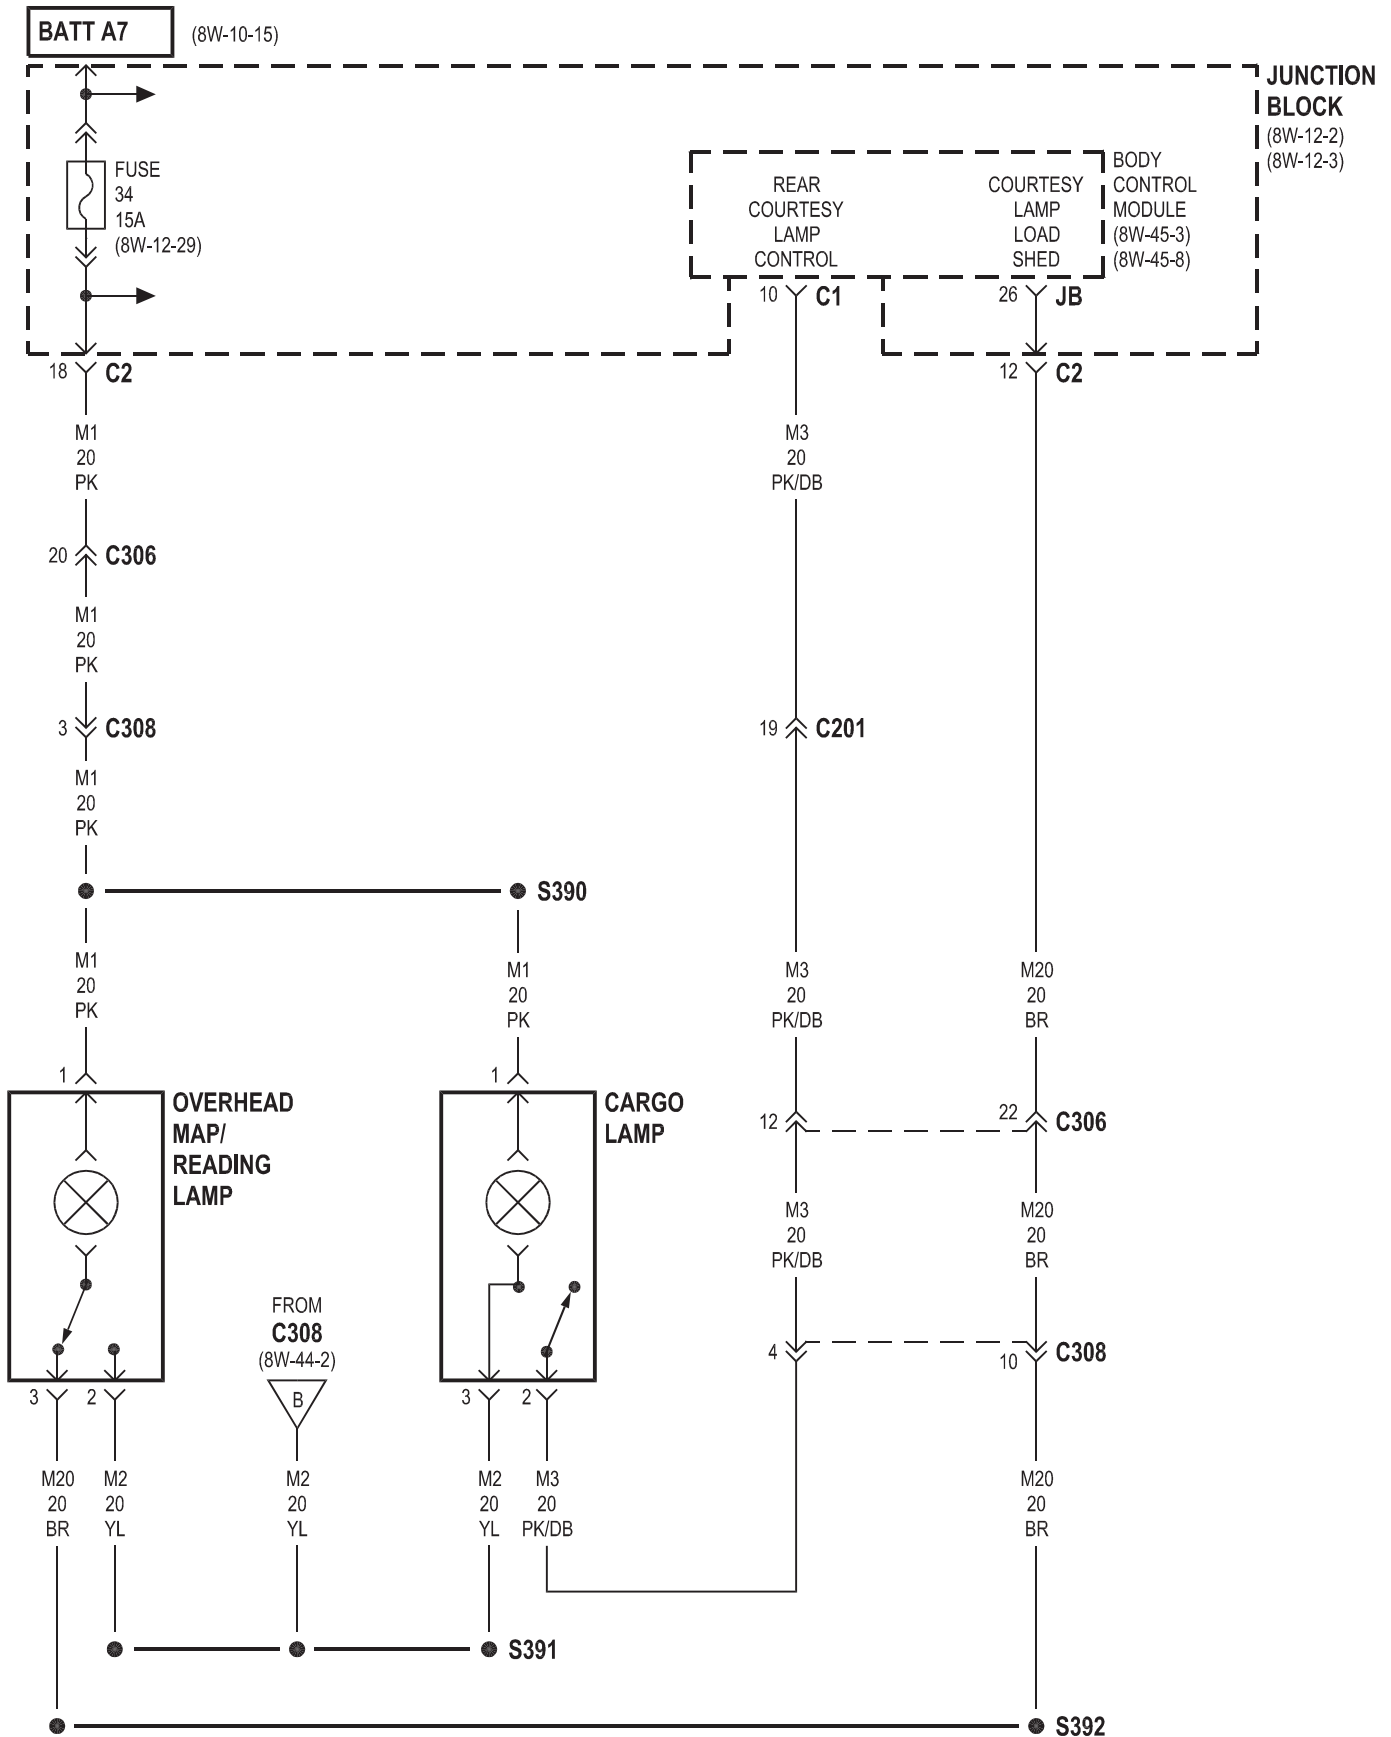 BATT A7 (8W-10-15)
JUNCTION
BLOCK
(8W-12-2)
(8W-12-3)
FUSE
34
15A
(8W-12-29)
REAR
COURTESY
LAMP
CONTROL
COURTESY
LAMP
LOAD
SHED
BODY
CONTROL
MODULE
(8W-45-3)
(8W-45-8)
10 C1
26 JB
18 C2
12 C2
M1
20
PK
M3
20
PK/DB
20 C306
M1
20
PK
3 C308
19 C201
M1
20
PK
S390
M1
20
PK
M1
20
PK
M3
20
PK/DB
M20
20
BR
1
OVERHEAD
MAP/
READING
LAMP
1
CARGO
LAMP
12
22 C306
M3
20
PK/DB
M20
20
BR
FROM
C308
(8W-44-2)
B
4
10 C308
3
2
3
2
M20
20
BR
M2
20
YL
M2
20
YL
M2
20
YL
M3
20
PK/DB
M20
20
BR
S391
S392